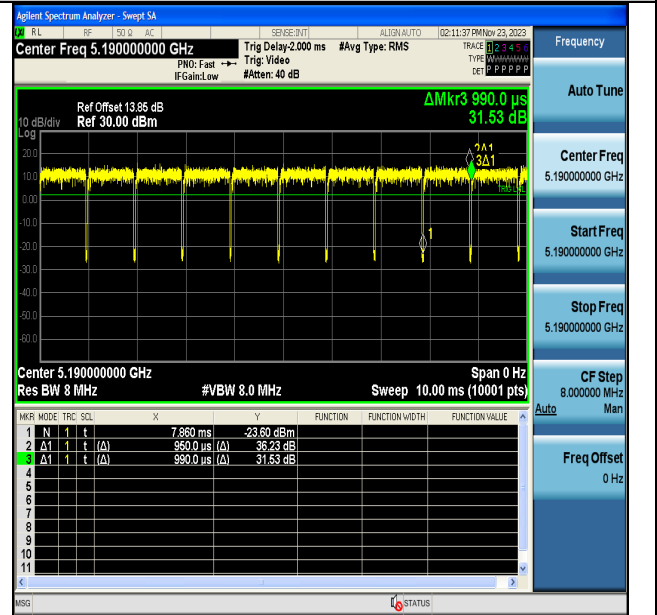 Agilent Spectrum Analyzer - Swept SA
RL RF 50 Ω AC SENSE:INT ALIGN AUTO 02:11:37 PM Nov 23, 2023
Center Freq 5.190000000 GHz
Trig Delay-2.000 ms #Avg Type: RMS
TRACE 1 2 3 4 5 6
PNO: Fast Trig: Video
TYPE
IFGain:Low #Atten: 40 dB
DET P P P P P P
Frequency
ΔMkr3 990.0 µs
31.53 dB
Ref Offset 13.85 dB
10 dB/div Ref 30.00 dBm
Log
20.0
10.0
0.00
-10.0
-20.0
-30.0
-40.0
-50.0
-60.0
2Δ1
3Δ1
TRIG LVL
1
Center 5.190000000 GHz Span 0 Hz
Res BW 8 MHz #VBW 8.0 MHz Sweep 10.00 ms (10001 pts)
MKR MODE TRC SCL X Y FUNCTION FUNCTION WIDTH FUNCTION VALUE
1 N 1 t 7.860 ms -23.60 dBm
2 Δ1 1 t (Δ) 950.0 µs (Δ) 36.23 dB
3 Δ1 1 t (Δ) 990.0 µs (Δ) 31.53 dB
4
5
6
7
8
9
10
11
MSG STATUS
Auto Tune
Center Freq
5.190000000 GHz
Start Freq
5.190000000 GHz
Stop Freq
5.190000000 GHz
CF Step
8.000000 MHz
Auto Man
Freq Offset
0 Hz